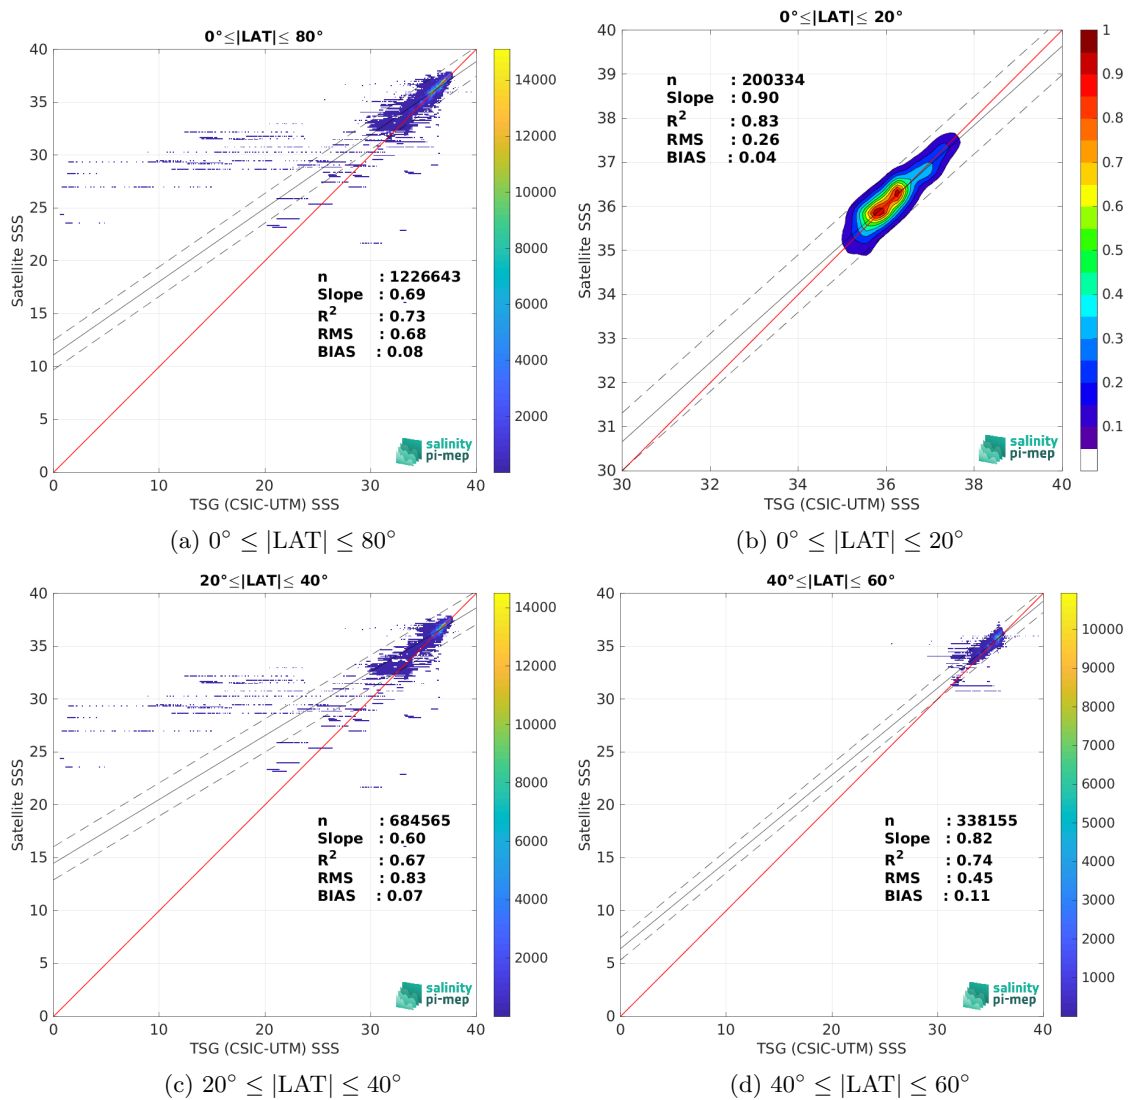 0°≤|LAT|≤ 80°
Satellite SSS
40
35
30
25
20
15
10
5
0
0 10 20 30 40
TSG (CSIC-UTM) SSS
n : 1226643
Slope : 0.69
R² : 0.73
RMS : 0.68
BIAS : 0.08
salinity
pi-mep
14000
12000
10000
8000
6000
4000
2000
(a) 0° ≤ |LAT| ≤ 80°
0°≤|LAT|≤ 20°
Satellite SSS
40
39
38
37
36
35
34
33
32
31
30
30 32 34 36 38 40
TSG (CSIC-UTM) SSS
n : 200334
Slope : 0.90
R² : 0.83
RMS : 0.26
BIAS : 0.04
salinity
pi-mep
1
0.9
0.8
0.7
0.6
0.5
0.4
0.3
0.2
0.1
(b) 0° ≤ |LAT| ≤ 20°
20°≤|LAT|≤ 40°
Satellite SSS
40
35
30
25
20
15
10
5
0
0 10 20 30 40
TSG (CSIC-UTM) SSS
n : 684565
Slope : 0.60
R² : 0.67
RMS : 0.83
BIAS : 0.07
salinity
pi-mep
14000
12000
10000
8000
6000
4000
2000
(c) 20° ≤ |LAT| ≤ 40°
40°≤|LAT|≤ 60°
Satellite SSS
40
35
30
25
20
15
10
5
0
0 10 20 30 40
TSG (CSIC-UTM) SSS
n : 338155
Slope : 0.82
R² : 0.74
RMS : 0.45
BIAS : 0.11
salinity
pi-mep
10000
9000
8000
7000
6000
5000
4000
3000
2000
1000
(d) 40° ≤ |LAT| ≤ 60°